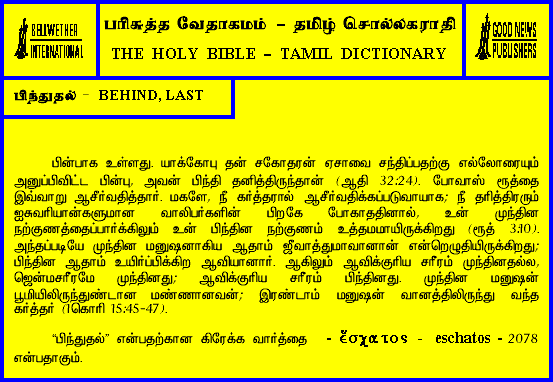 BELLWETHER
INTERNATIONAL
பரிசுத்த வேதாகமம் – தமிழ் சொல்லகராதி
THE HOLY BIBLE – TAMIL DICTIONARY
GOOD NEWS
PUBLISHERS
பிந்துதல் – BEHIND, LAST
பின்பாக உள்ளது. யாக்கோபு தன் சகோதரன் ஏசாவை சந்திப்பதற்கு எல்லோரையும்
அனுப்பிவிட்ட பின்பு, அவன் பிந்தி தனித்திருந்தான் (ஆதி 32:24). போவாஸ் ரூத்தை
இவ்வாறு ஆசீர்வதித்தார். மகளே, நீ கர்த்தரால் ஆசீர்வதிக்கப்படுவாயாக; நீ தரித்திரரும்
ஐசுவரியான்களுமான வாலிபர்களின் பிறகே போகாததினால், உன் முந்தின
நற்குணத்தைப்பார்க்கிலும் உன் பிந்தின நற்குணம் உத்தமமாயிருக்கிறது (ரூத் 3:10).
அந்தப்படியே முந்தின மனுஷனாகிய ஆதாம் ஜீவாத்துமாவானான் என்றெழுதியிருக்கிறது;
பிந்தின ஆதாம் உயிர்ப்பிக்கிற ஆவியானார். ஆகிலும் ஆவிக்குரிய சரீரம் முந்தினதல்ல,
ஜென்மசரீரமே முந்தினது; ஆவிக்குரிய சரீரம் பிந்தினது. முந்தின மனுஷன்
பூமியிலிருந்துண்டான மண்ணானவன்; இரண்டாம் மனுஷன் வானத்திலிருந்து வந்த
கர்த்தர் (1கொரி 15:45-47).
“பிந்துதல்” என்பதற்கான கிரேக்க வார்த்தை - ἔσχατος - eschatos - 2078
என்பதாகும்.